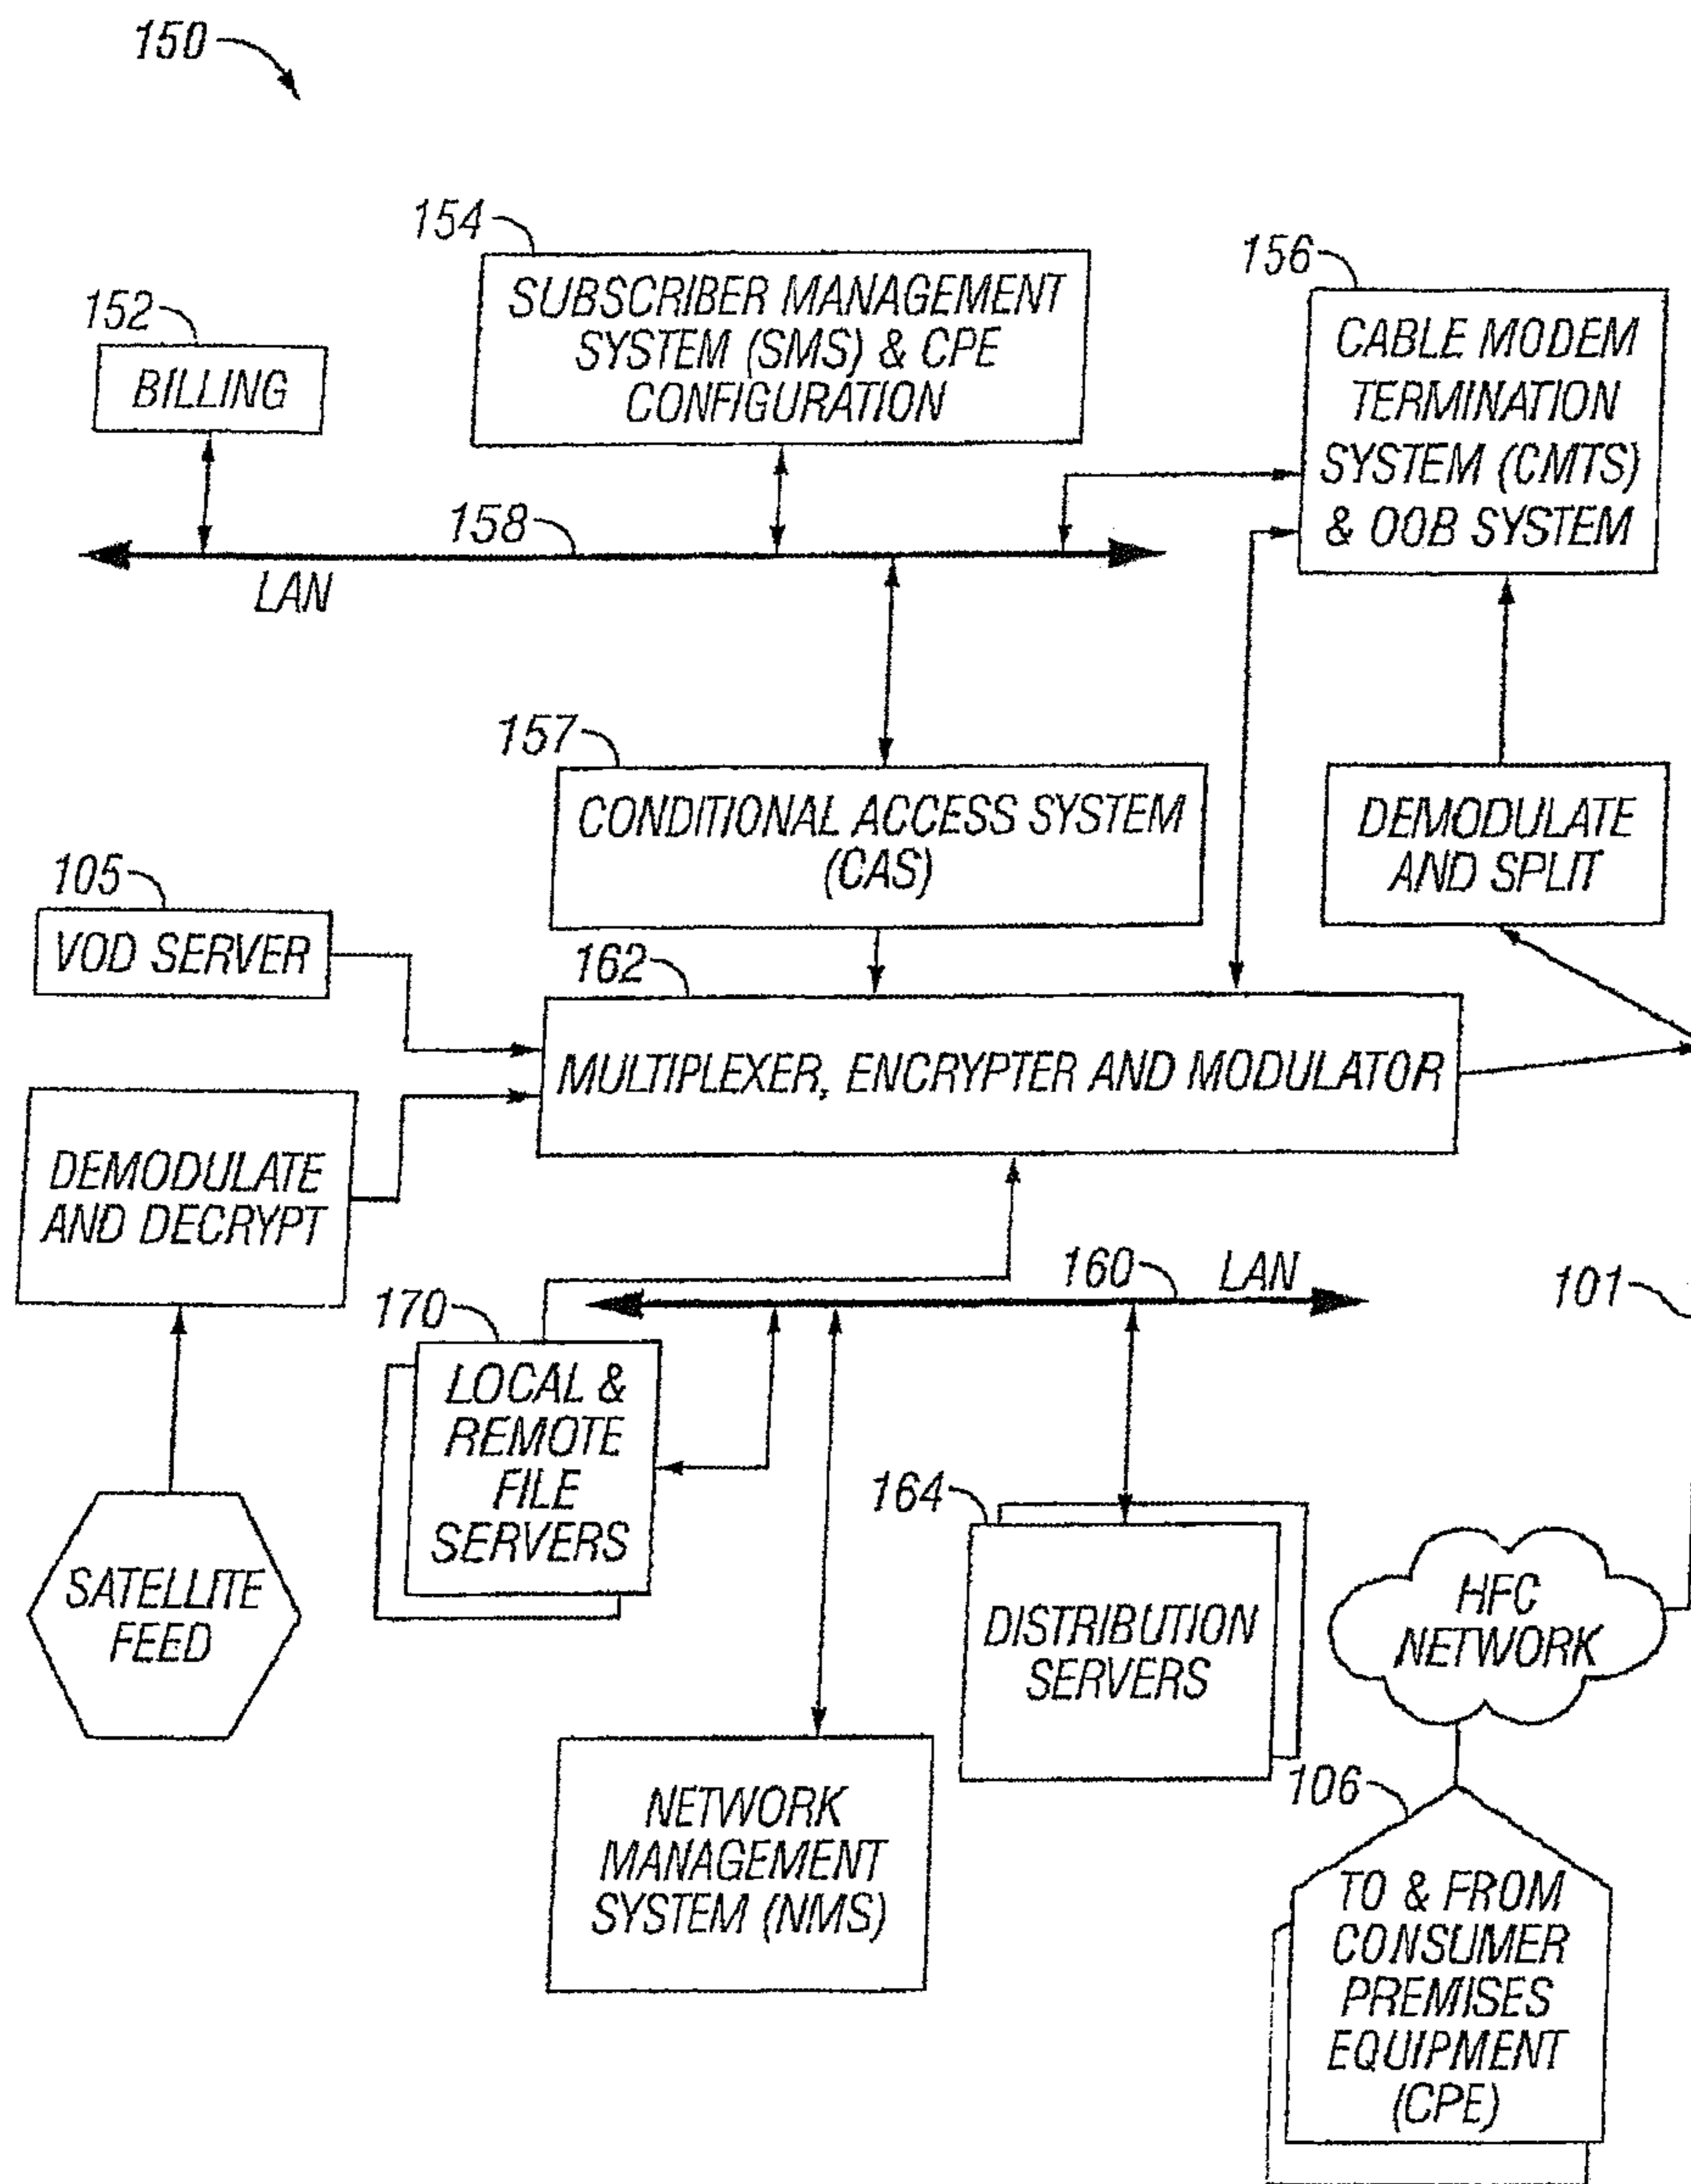 150
154
SUBSCRIBER MANAGEMENT
SYSTEM (SMS) & CPE
CONFIGURATION
156
CABLE MODEM
TERMINATION
SYSTEM (CMTS)
& OOB SYSTEM
152
BILLING
158
LAN
157
CONDITIONAL ACCESS SYSTEM
(CAS)
DEMODULATE
AND SPLIT
105
VOD SERVER
162
MULTIPLEXER, ENCRYPTER AND MODULATOR
DEMODULATE
AND DECRYPT
160
LAN
101
170
LOCAL &
REMOTE
FILE
SERVERS
164
DISTRIBUTION
SERVERS
SATELLITE
FEED
HFC
NETWORK
NETWORK
MANAGEMENT
SYSTEM (NMS)
106
TO & FROM
CONSUMER
PREMISES
EQUIPMENT
(CPE)